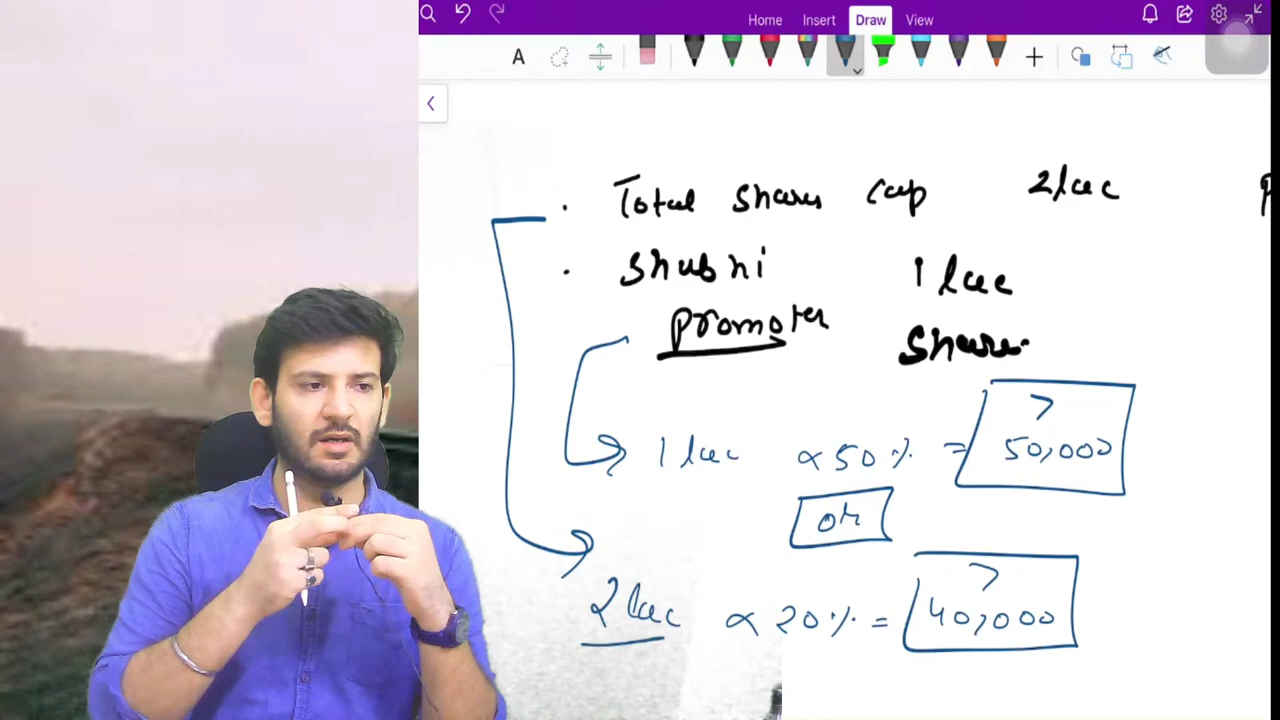 Home Insert Draw View
A
. Total shares cap 2 lac
. Shubhi 1 lac
promoter shares
>
1 lac × 50 % = 50,000
or
>
2 lac × 20 % = 40,000